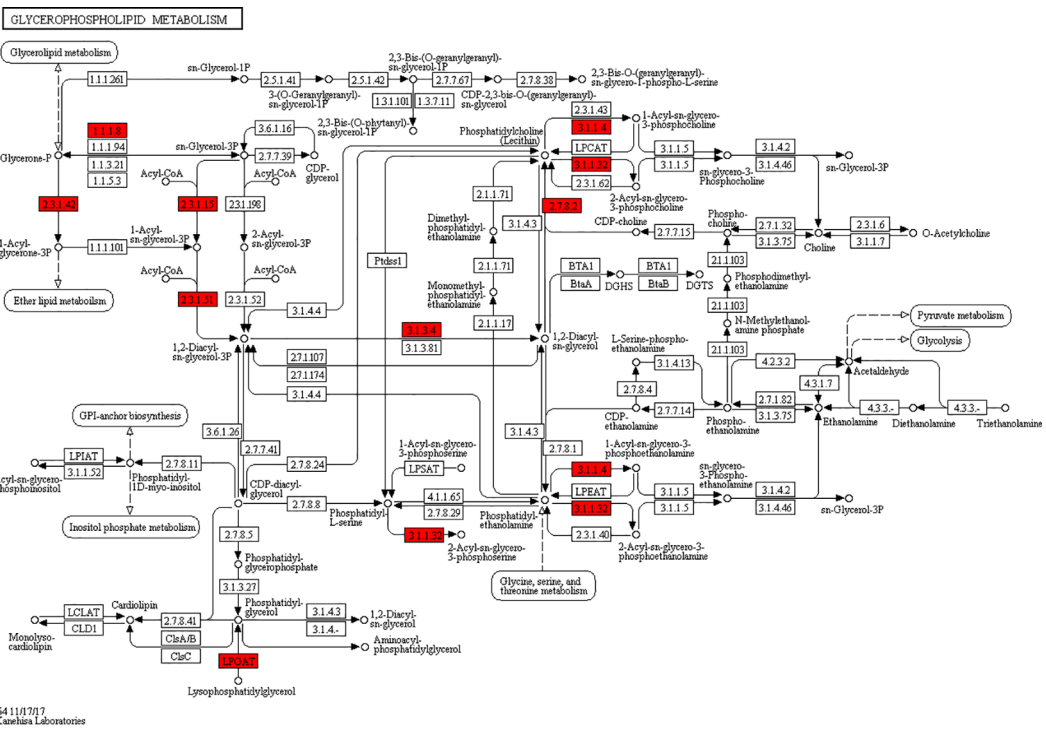 GLYCEROPHOSPHOLIPID METABOLISM
Glycerolipid metabolism
1.1.1.261
sn-Glycerol-1P
2.5.1.41
3-(O-Geranylgeranyl)-
sn-glycerol-1P
2.5.1.42
2,3-Bis-(O-geranylgeranyl)-
sn-glycerol-1P
2.7.7.67
CDP-2,3-bis-O-(geranylgeranyl)-
sn-glycerol
2.7.8.38
2,3-Bis-O-(geranylgeranyl)-
sn-glycero-1-phospho-L-serine
1.3.1.101
1.3.7.11
2,3-Bis-(O-phytanyl)-
sn-glycerol-1P
1.1.1.8
1.1.1.94
1.1.5.3
1.1.3.21
Glycerone-P
sn-Glycerol-3P
3.6.1.16
2.7.7.39
CDP-
glycerol
Phosphatidylcholine
(Lecithin)
2.3.1.43
3.1.1.4
LPCAT
3.1.1.32
2.3.1.62
1-Acyl-sn-glycero-
3-phosphocholine
2-Acyl-sn-glycero-
3-phosphocholine
3.1.1.5
3.1.1.5
sn-glycero-3-
Phosphocholine
3.1.4.2
3.1.4.46
sn-Glycerol-3P
Acyl-CoA
Acyl-CoA
2.3.1.42
2.3.1.15
2.3.1.198
1-Acyl-
glycerone-3P
1.1.1.101
1-Acyl-
sn-glycerol-3P
2-Acyl-
sn-glycerol-3P
Ether lipid metaboilsm
Acyl-CoA
Acyl-CoA
2.3.1.51
2.3.1.52
Ptdss1
2.1.1.71
Dimethyl-
phosphatidyl-
ethanolamine
2.1.1.71
Monomethyl-
phosphatidyl-
ethanolamine
2.1.1.17
3.1.4.3
2.7.8.2
CDP-choline
2.7.7.15
Phospho-
choline
2.7.1.32
3.1.3.75
Choline
2.3.1.6
3.1.1.7
O-Acetylcholine
BTA1
BtaA
DGHS
BTA1
BtaB
DGTS
2.1.1.103
Phosphodimethyl-
ethanolamine
2.1.1.103
N-Methylethanol-
amine phosphate
2.1.1.103
Pyruvate metabolism
Glycolysis
3.1.4.4
3.1.3.4
3.1.3.81
1,2-Diacyl-
sn-glycerol-3P
1,2-Diacyl-
sn-glycerol
2.7.1.107
2.7.1.174
3.1.4.4
L-Serine-phospho-
ethanolamine
3.1.4.13
2.7.8.4
CDP-
ethanolamine
2.7.7.14
Phospho-
ethanolamine
4.2.3.2
Acetaldehyde
4.3.1.7
2.7.1.82
3.1.3.75
Ethanolamine
4.3.3.-
Diethanolamine
4.3.3.-
Triethanolamine
GPI-anchor biosynthesis
3.6.1.26
2.7.7.41
3.1.4.3
2.7.8.1
LPIAT
3.1.1.52
Phosphatidyl-
1D-myo-inositol
2.7.8.11
Inositol phosphate metabolism
2.7.8.24
CDP-diacyl-
glycerol
2.7.8.8
Phosphatidyl-
L-serine
1-Acyl-sn-glycero-
3-phosphoserine
LPSAT
4.1.1.65
2.7.8.29
Phosphatidyl-
ethanolamine
3.1.1.32
2-Acyl-sn-glycero-
3-phosphoserine
3.1.1.4
LPEAT
3.1.1.32
2.3.1.40
1-Acyl-sn-glycero-3-
phosphoethanolamine
2-Acyl-sn-glycero-3-
phosphoethanolamine
3.1.1.5
3.1.1.5
sn-glycero-
3-Phospho-
ethanolamine
3.1.4.2
3.1.4.46
sn-Glycerol-3P
Glycine, serine, and
threonine metabolism
2.7.8.5
Phosphatidyl-
glycerophosphate
3.1.3.27
Phosphatidyl-
glycerol
LCLAT
CLD1
Monolyso-
cardiolipin
Cardiolipin
2.7.8.41
ClsA/B
ClsC
3.1.4.3
3.1.4.-
1,2-Diacyl-
sn-glycerol
Aminoacyl-
phosphatidylglycerol
LPGAT
Lysophosphatidylglycerol
64 11/17/17
Kanehisa Laboratories